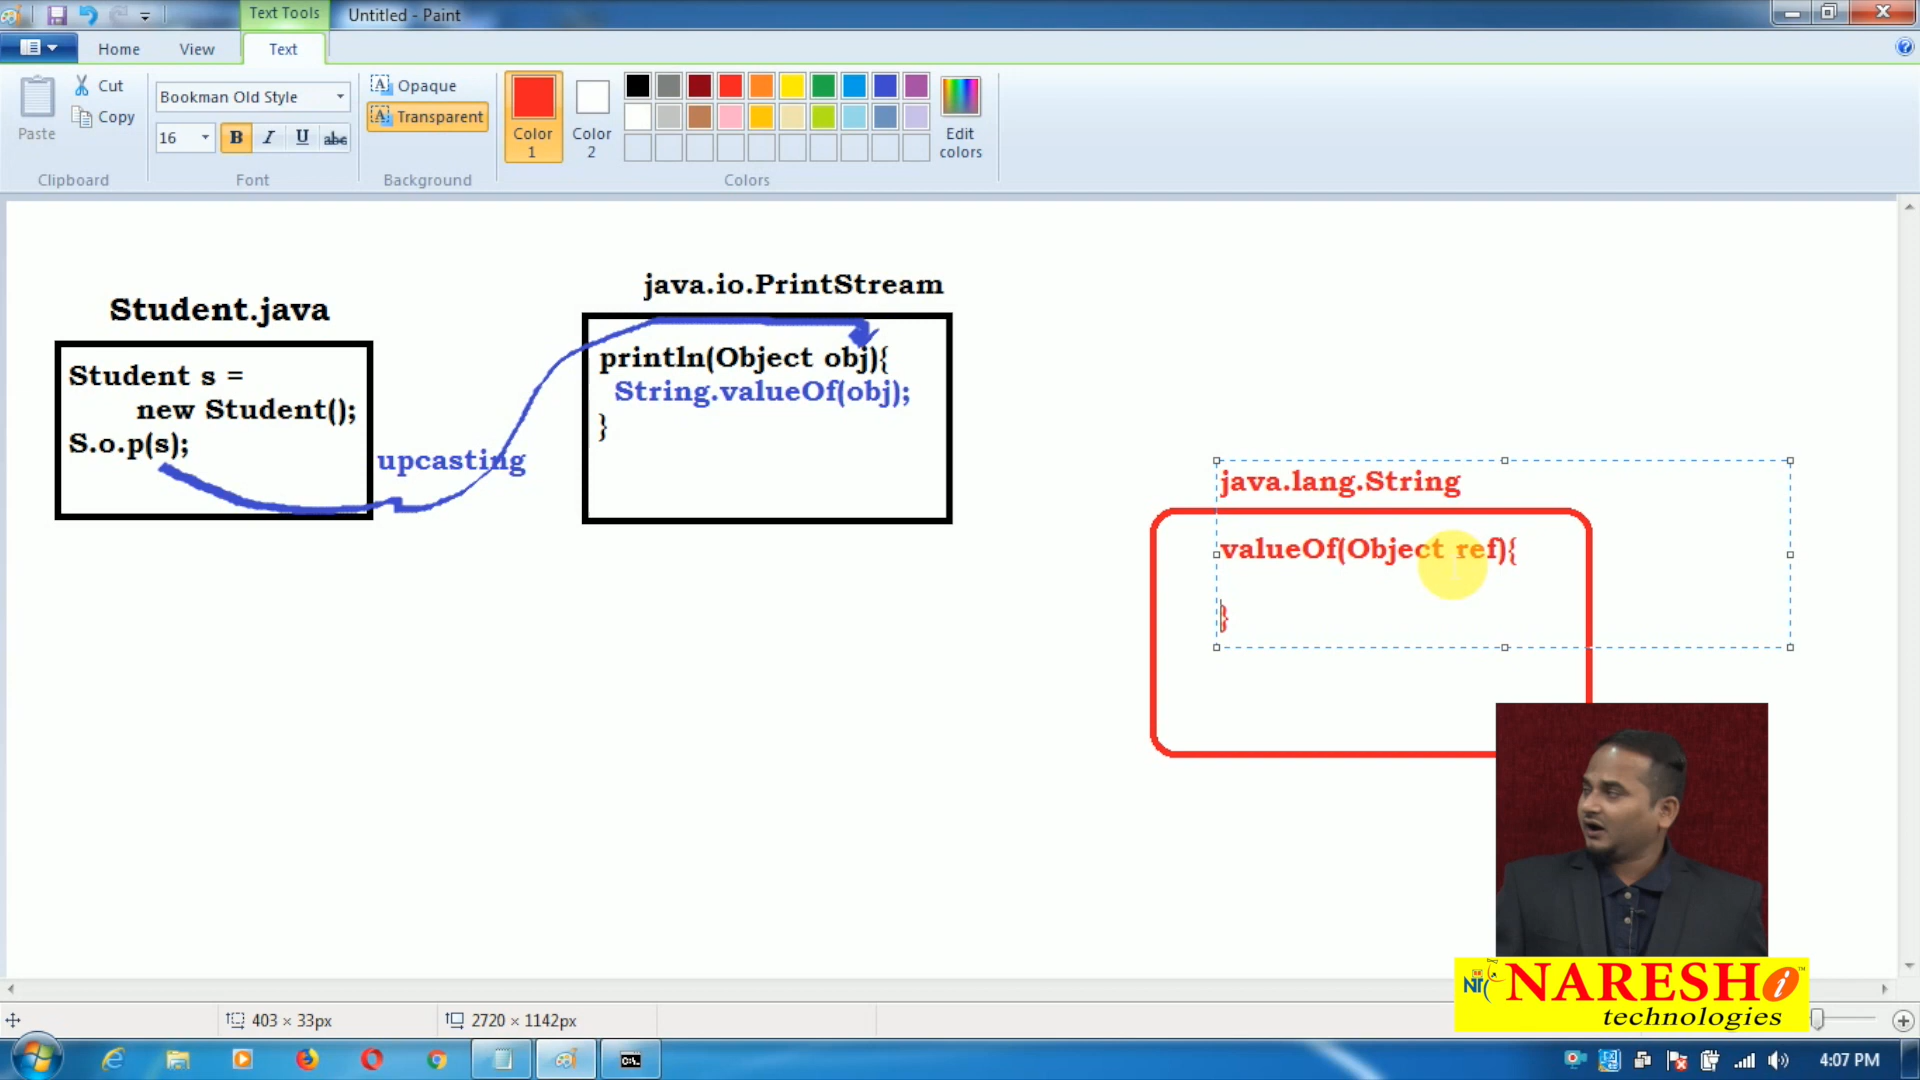 Text Tools
Untitled - Paint
Home
View
Text
Paste
Cut
Copy
Clipboard
Bookman Old Style
16
B
I
U
abc
Font
A Opaque
A Transparent
Background
Color
1
Color
2
Edit
colors
Colors
Student.java
Student s =
new Student();
S.o.p(s);
upcasting
java.io.PrintStream
println(Object obj){
String.valueOf(obj);
}
java.lang.String
valueOf(Object ref){
}
NARESH i
technologies
403 × 33px
2720 × 1142px
4:07 PM